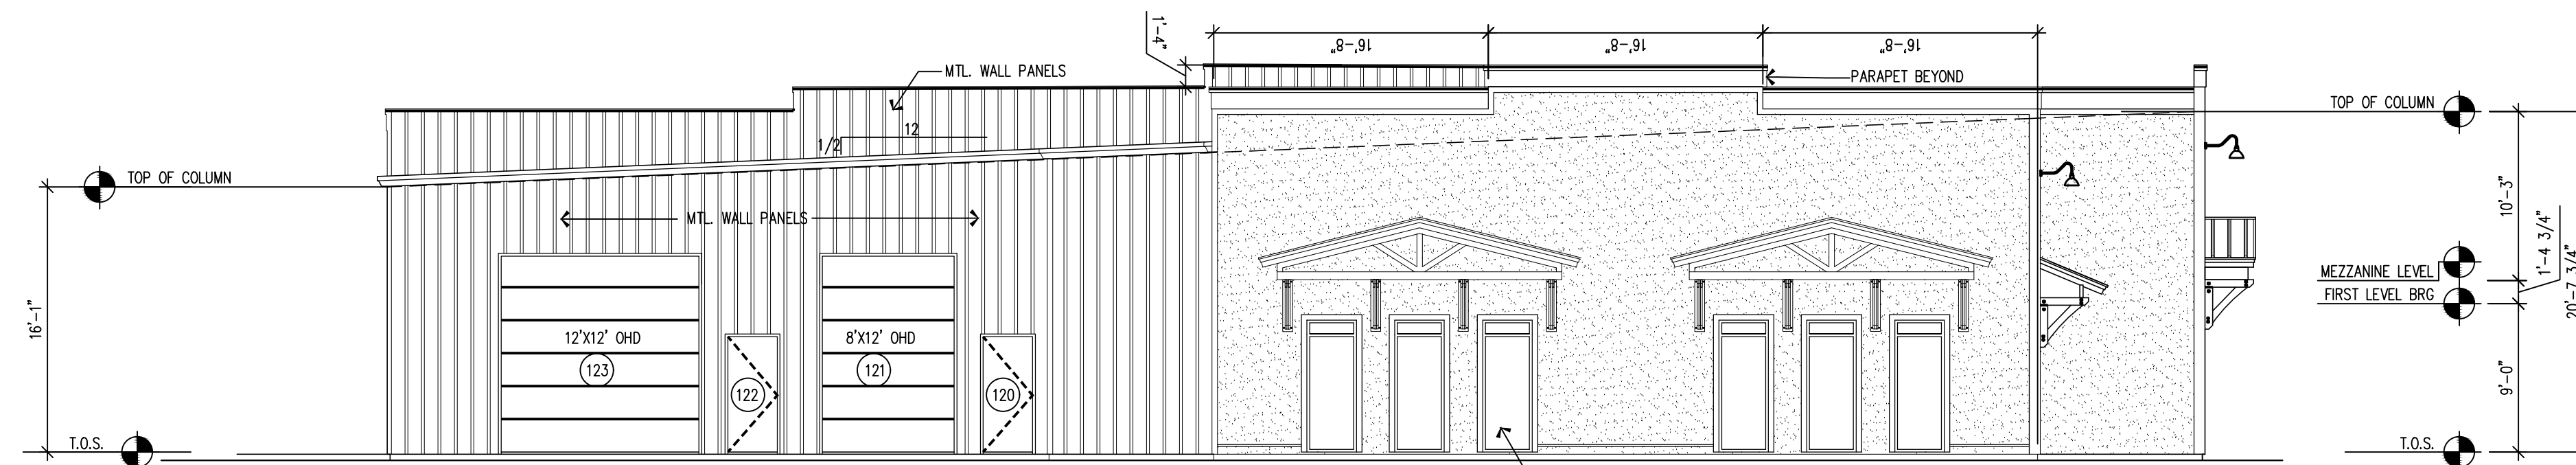 1'-4"
16'-8"
16'-8"
16'-8"
MTL. WALL PANELS
PARAPET BEYOND
TOP OF COLUMN
12
1/2
TOP OF COLUMN
MTL. WALL PANELS
10'-3"
1'-4 3/4"
20'-7 3/4"
MEZZANINE LEVEL
FIRST LEVEL BRG
16'-1"
12'X12' OHD
8'X12' OHD
123
121
122
120
9'-0"
T.O.S.
T.O.S.